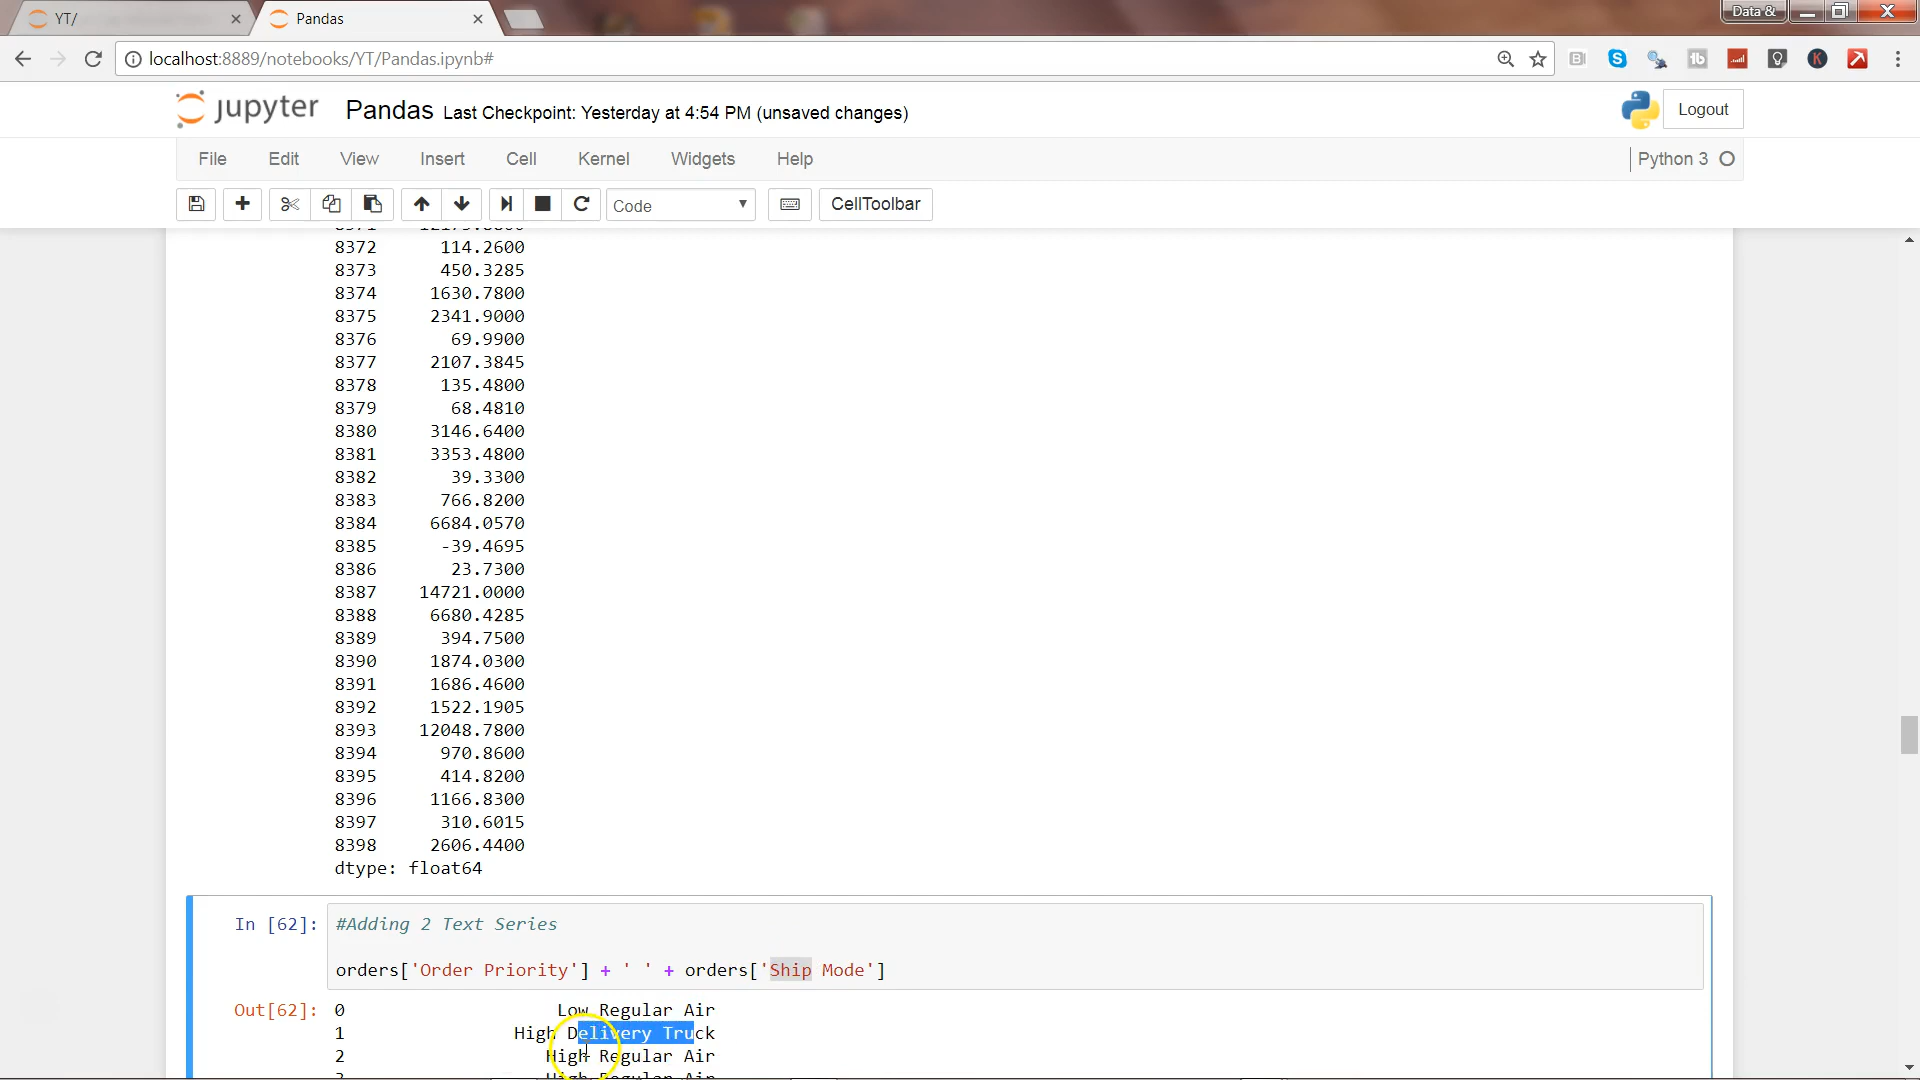 YT/
Pandas
Data &
localhost:8889/notebooks/YT/Pandas.ipynb#
jupyter Pandas Last Checkpoint: Yesterday at 4:54 PM (unsaved changes)
Logout
File Edit View Insert Cell Kernel Widgets Help
Python 3
Code
CellToolbar
8372 114.2600
8373 450.3285
8374 1630.7800
8375 2341.9000
8376 69.9900
8377 2107.3845
8378 135.4800
8379 68.4810
8380 3146.6400
8381 3353.4800
8382 39.3300
8383 766.8200
8384 6684.0570
8385 -39.4695
8386 23.7300
8387 14721.0000
8388 6680.4285
8389 394.7500
8390 1874.0300
8391 1686.4600
8392 1522.1905
8393 12048.7800
8394 970.8600
8395 414.8200
8396 1166.8300
8397 310.6015
8398 2606.4400
dtype: float64
In [62]: #Adding 2 Text Series
orders['Order Priority'] + ' ' + orders['Ship Mode']
Out[62]: 0 Low Regular Air
1 High Delivery Truck
2 High Regular Air